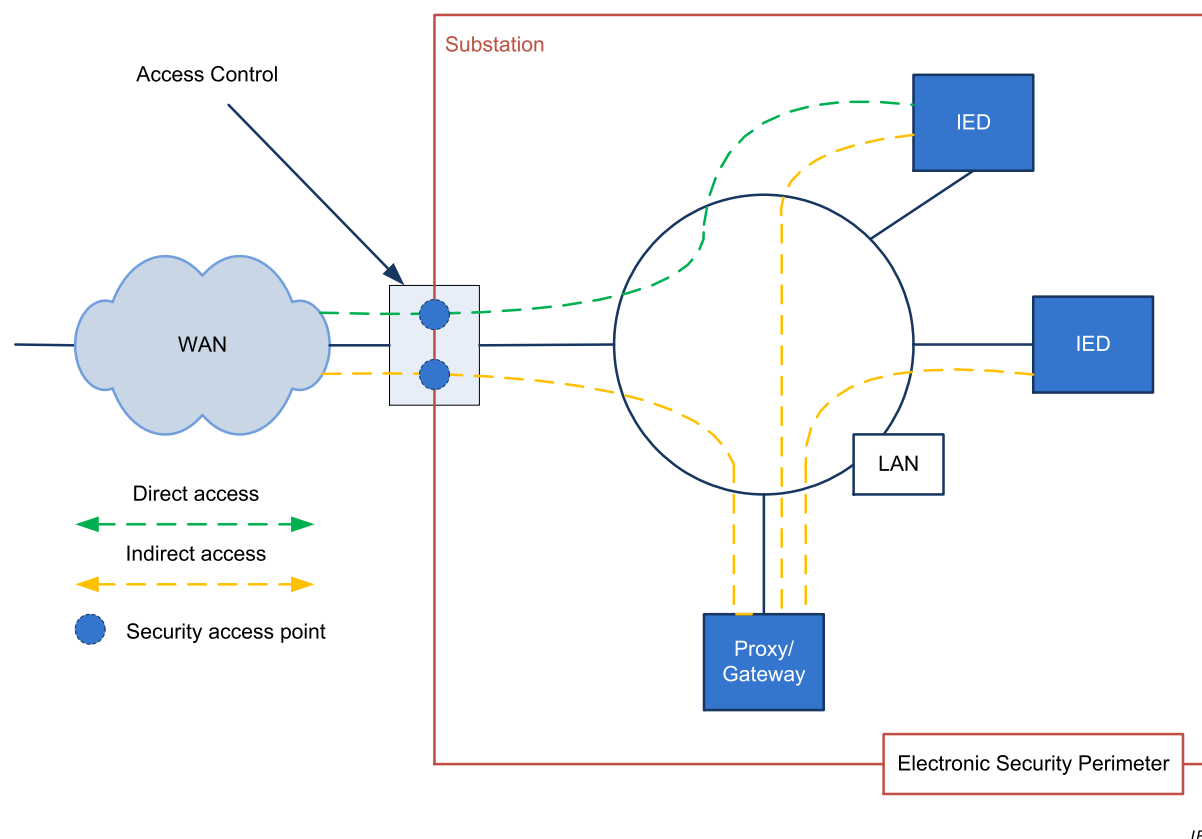 Substation
Access Control
IED
WAN
IED
LAN
Direct access
Indirect access
Security access point
Proxy/
Gateway
Electronic Security Perimeter